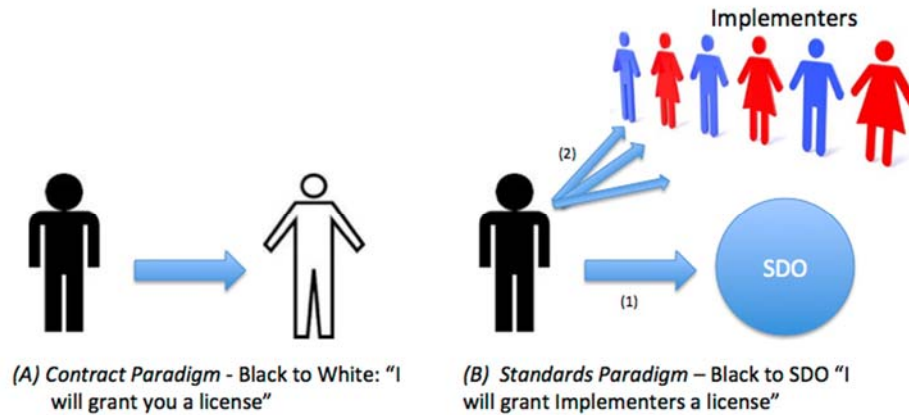 Implementers
(2)
SDO
(1)
(A) Contract Paradigm - Black to White: “I
will grant you a license”
(B) Standards Paradigm – Black to SDO “I
will grant Implementers a license”